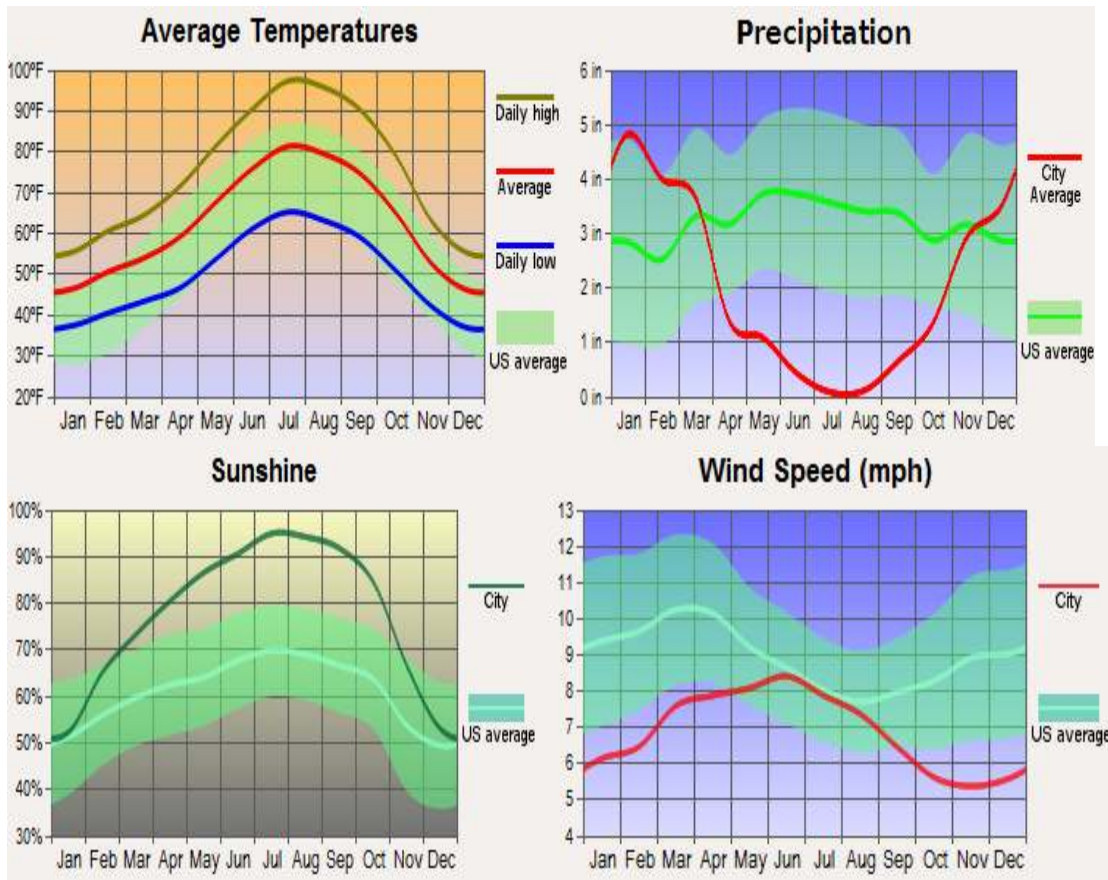 Average Temperatures
100ºF
90ºF
80ºF
70ºF
60ºF
50ºF
40ºF
30ºF
20ºF
Jan Feb Mar Apr May Jun Jul Aug Sep Oct Nov Dec
Daily high
Average
Daily low
US average
Precipitation
6 in
5 in
4 in
3 in
2 in
1 in
0 in
Jan Feb Mar Apr May Jun Jul Aug Sep Oct Nov Dec
City
Average
US average
Sunshine
100%
90%
80%
70%
60%
50%
40%
30%
Jan Feb Mar Apr May Jun Jul Aug Sep Oct Nov Dec
City
US average
Wind Speed (mph)
13
12
11
10
9
8
7
6
5
4
Jan Feb Mar Apr May Jun Jul Aug Sep Oct Nov Dec
City
US average